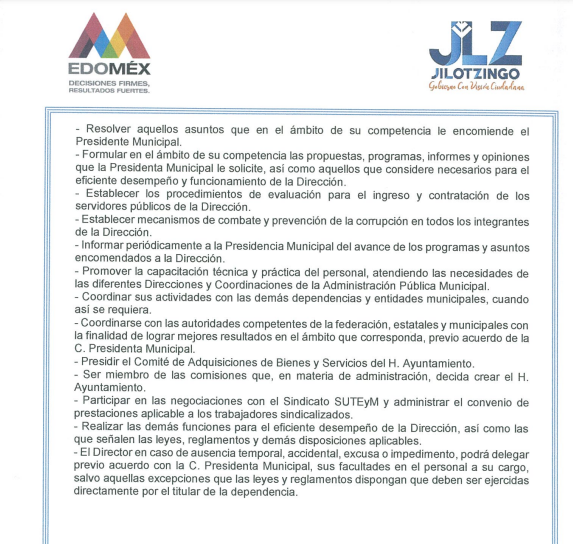 EDOMÉX
DECISIONES FIRMES,
RESULTADOS FUERTES.
JLZ
JILOTZINGO
Gobierno Con Visión Ciudadana
- Resolver aquellos asuntos que en el ámbito de su competencia le encomiende el
Presidente Municipal.
- Formular en el ámbito de su competencia las propuestas, programas, informes y opiniones
que la Presidenta Municipal le solicite, así como aquellos que considere necesarios para el
eficiente desempeño y funcionamiento de la Dirección.
- Establecer los procedimientos de evaluación para el ingreso y contratación de los
servidores públicos de la Dirección.
- Establecer mecanismos de combate y prevención de la corrupción en todos los integrantes
de la Dirección.
- Informar periódicamente a la Presidencia Municipal del avance de los programas y asuntos
encomendados a la Dirección.
- Promover la capacitación técnica y práctica del personal, atendiendo las necesidades de
las diferentes Direcciones y Coordinaciones de la Administración Pública Municipal.
- Coordinar sus actividades con las demás dependencias y entidades municipales, cuando
así se requiera.
- Coordinarse con las autoridades competentes de la federación, estatales y municipales con
la finalidad de lograr mejores resultados en el ámbito que corresponda, previo acuerdo de la
C. Presidenta Municipal.
- Presidir el Comité de Adquisiciones de Bienes y Servicios del H. Ayuntamiento.
- Ser miembro de las comisiones que, en materia de administración, decida crear el H.
Ayuntamiento.
- Participar en las negociaciones con el Sindicato SUTEyM y administrar el convenio de
prestaciones aplicable a los trabajadores sindicalizados.
- Realizar las demás funciones para el eficiente desempeño de la Dirección, así como las
que señalen las leyes, reglamentos y demás disposiciones aplicables.
- El Director en caso de ausencia temporal, accidental, excusa o impedimento, podrá delegar
previo acuerdo con la C. Presidenta Municipal, sus facultades en el personal a su cargo,
salvo aquellas excepciones que las leyes y reglamentos dispongan que deben ser ejercidas
directamente por el titular de la dependencia.